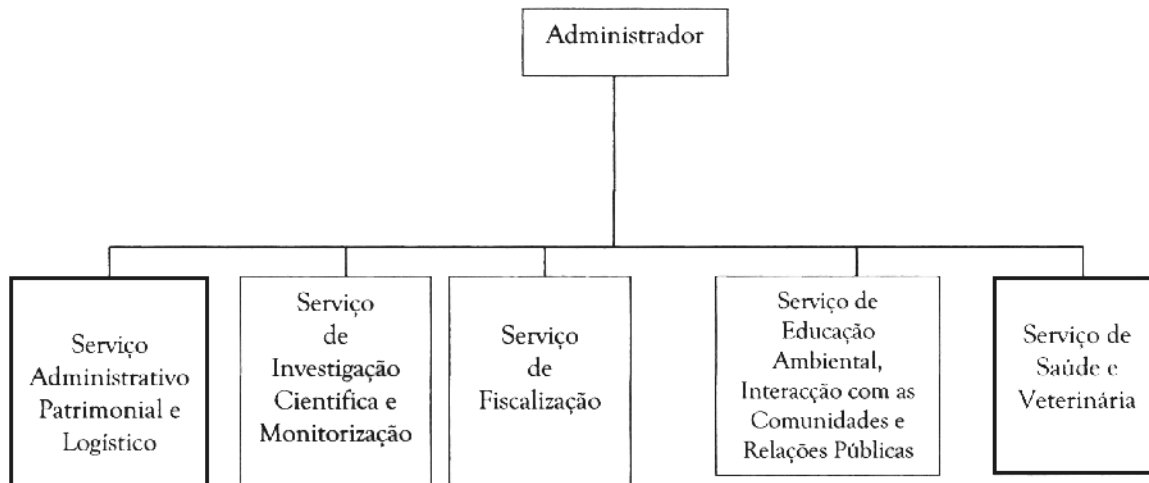 Administrador
Serviço
Administrativo
Patrimonial e
Logístico
Serviço
de
Investigação
Científica e
Monitorização
Serviço
de
Fiscalização
Serviço de
Educação
Ambiental,
Interacção com as
Comunidades e
Relações Públicas
Serviço de
Saúde e
Veterinária